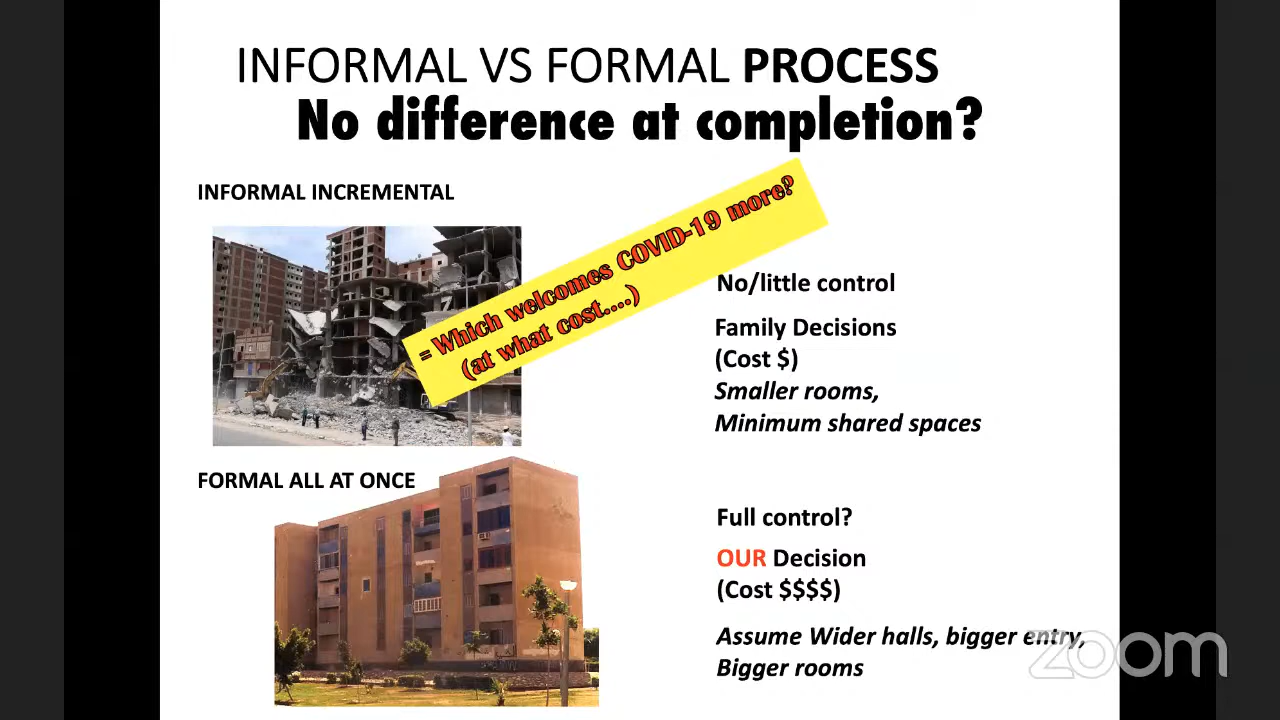 INFORMAL VS FORMAL PROCESS
No difference at completion?
INFORMAL INCREMENTAL
= Which welcomes COVID-19 more?
(at what cost....)
No/little control
Family Decisions
(Cost $)
Smaller rooms,
Minimum shared spaces
FORMAL ALL AT ONCE
Full control?
OUR Decision
(Cost $$$$)
Assume Wider halls, bigger entry,
Bigger rooms
zoom